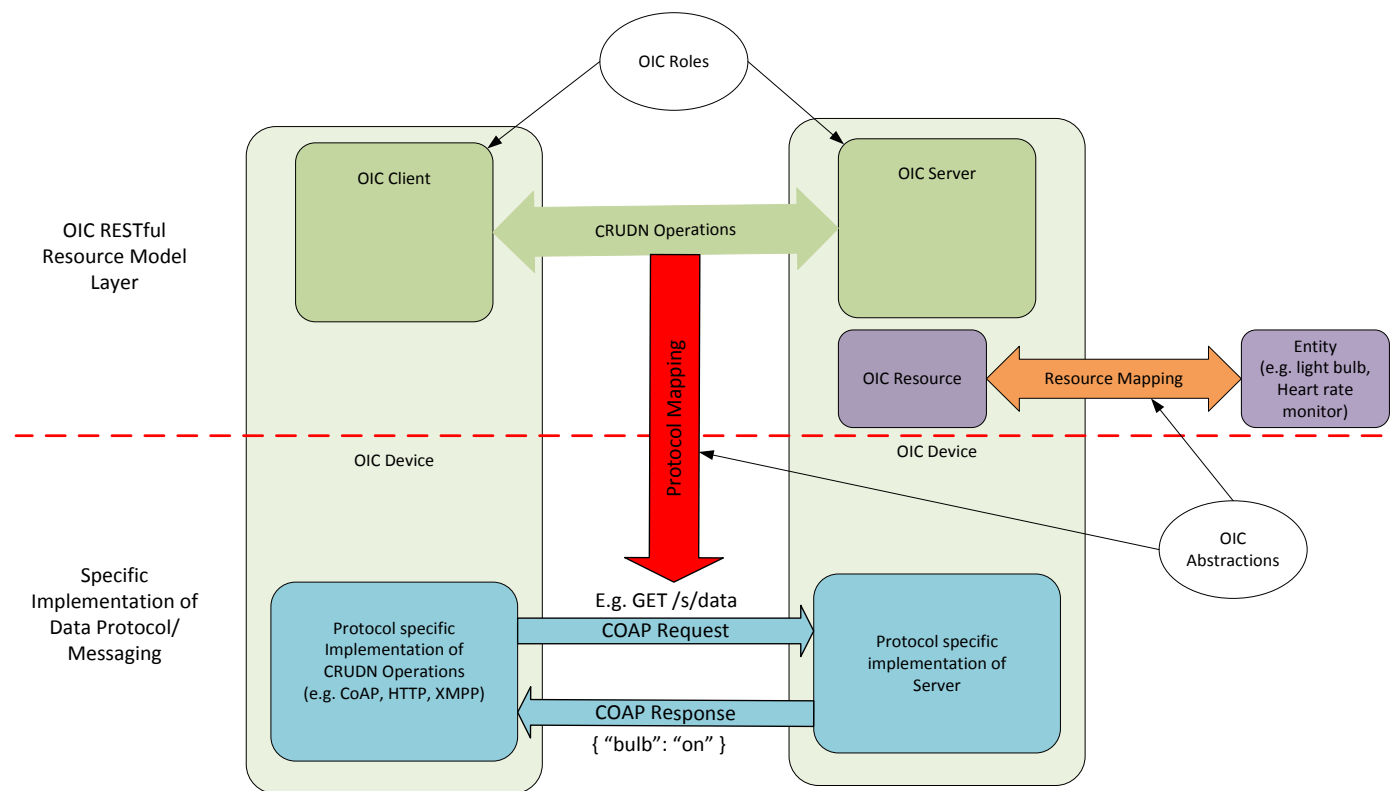 OIC Roles
OIC Client
OIC Server
OIC RESTful
Resource Model
Layer
CRUDN Operations
Protocol Mapping
OIC Resource
Resource Mapping
Entity
(e.g. light bulb,
Heart rate
monitor)
OIC Device
OIC Device
OIC
Abstractions
Specific
Implementation of
Data Protocol/
Messaging
E.g. GET /s/data
Protocol specific
Implementation of
CRUDN Operations
(e.g. CoAP, HTTP, XMPP)
COAP Request
Protocol specific
implementation of
Server
COAP Response
{ “bulb”: “on” }